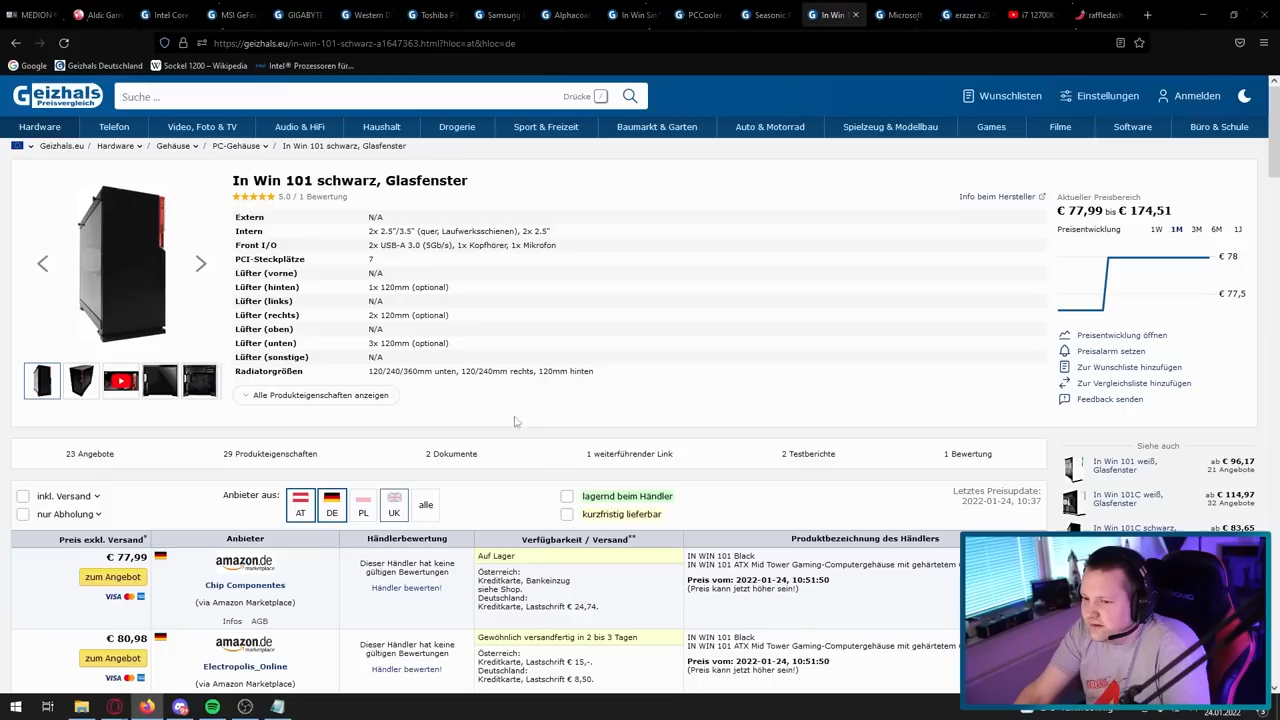 MEDION®
Aldc Gam
Intel Core
MSI GeFo
GIGABYTE
Western D
Toshiba P
Samsung
Alphacool
In Win Sa
PCCooler
Seasonic
In Win 1
Microsoft
erazer x20
i7 12700K
raffledash.
https://geizhals.eu/in-win-101-schwarz-a1647363.html?hloc=at&hloc=de
Google
Geizhals Deutschland
Sockel 1200 – Wikipedia
Intel® Prozessoren für...
Geizhals
Preisvergleich
Suche ...
Drücke /
Wunschlisten
Einstellungen
Anmelden
Hardware
Telefon
Video, Foto & TV
Audio & HiFi
Haushalt
Drogerie
Sport & Freizeit
Baumarkt & Garten
Auto & Motorrad
Spielzeug & Modellbau
Games
Filme
Software
Büro & Schule
Geizhals.eu / Hardware / Gehäuse / PC-Gehäuse / In Win 101 schwarz, Glasfenster
In Win 101 schwarz, Glasfenster
5.0 / 1 Bewertung
Info beim Hersteller
Extern N/A
Intern 2x 2.5"/3.5" (quer, Laufwerksschienen), 2x 2.5"
Front I/O 2x USB-A 3.0 (5Gb/s), 1x Kopfhörer, 1x Mikrofon
PCI-Steckplätze 7
Lüfter (vorne) N/A
Lüfter (hinten) 1x 120mm (optional)
Lüfter (links) N/A
Lüfter (rechts) 2x 120mm (optional)
Lüfter (oben) N/A
Lüfter (unten) 3x 120mm (optional)
Lüfter (sonstige) N/A
Radiatorgrößen 120/240/360mm unten, 120/240mm rechts, 120mm hinten
Alle Produkteigenschaften anzeigen
Aktueller Preisbereich
€ 77,99 bis € 174,51
Preisentwicklung 1W 1M 3M 6M 1J
€ 78
€ 77,5
Preisentwicklung öffnen
Preisalarm setzen
Zur Wunschliste hinzufügen
Zur Vergleichsliste hinzufügen
Feedback senden
23 Angebote
29 Produkteigenschaften
2 Dokumente
1 weiterführender Link
2 Testberichte
1 Bewertung
Siehe auch
In Win 101 weiß, Glasfenster
ab € 96,17
21 Angebote
In Win 101C weiß, Glasfenster
ab € 114,97
32 Angebote
In Win 101C schwarz,
ab € 83,65
inkl. Versand
nur Abholung
Anbieter aus:
AT
DE
PL
UK
alle
lagernd beim Händler
kurzfristig lieferbar
Letztes Preisupdate:
2022-01-24, 10:37
Preis exkl. Versand*
Anbieter
Händlerbewertung
Verfügbarkeit / Versand**
Produktbezeichnung des Händlers
€ 77,99
zum Angebot
VISA
amazon.de
marketplace
Chip Componentes
(via Amazon Marketplace)
Infos AGB
Dieser Händler hat keine
gültigen Bewertungen
Händler bewerten!
Auf Lager
Österreich:
Kreditkarte, Bankeinzug
siehe Shop.
Deutschland:
Kreditkarte, Lastschrift € 24,74.
IN WIN 101 Black
IN WIN 101 ATX Mid Tower Gaming-Computergehäuse mit gehärtetem
Preis vom: 2022-01-24, 10:51:50
(Preis kann jetzt höher sein!)
€ 80,98
zum Angebot
VISA
amazon.de
marketplace
Electropolis_Online
(via Amazon Marketplace)
Dieser Händler hat keine
gültigen Bewertungen
Händler bewerten!
Gewöhnlich versandfertig in 2 bis 3 Tagen
Österreich:
Kreditkarte, Lastschrift € 15,-.
Deutschland:
Kreditkarte, Lastschrift € 8,50.
IN WIN 101 Black
IN WIN 101 ATX Mid Tower Gaming-Computergehäuse mit gehärtetem
Preis vom: 2022-01-24, 10:51:50
(Preis kann jetzt höher sein!)
24.01.2022